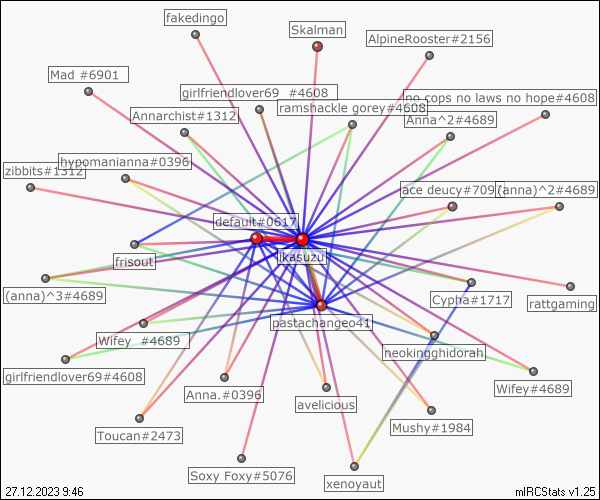 fakedingo
Skalman
AlpineRooster#2156
Mad #6901
girlfriendlover69 #4608
no cops no laws no hope#4608
ramshackle gorey#4608
Annarchist#1312
Anna^2#4689
hypomanianna#0396
zibbits#1312
ace deucy#709
(anna)^2#4689
default#0617
ikasuzu
frisout
(anna)^3#4689
Cypha#1717
rattgaming
pastachangeo41
Wifey #4689
heokingghidorah
girlfriendlover69#4608
Anna.#0396
avelicious
Wifey#4689
Toucan#2473
Mushy#1984
Soxy Foxy#5076
xenoyaut
27.12.2023 9:46
mIRCStats v1.25